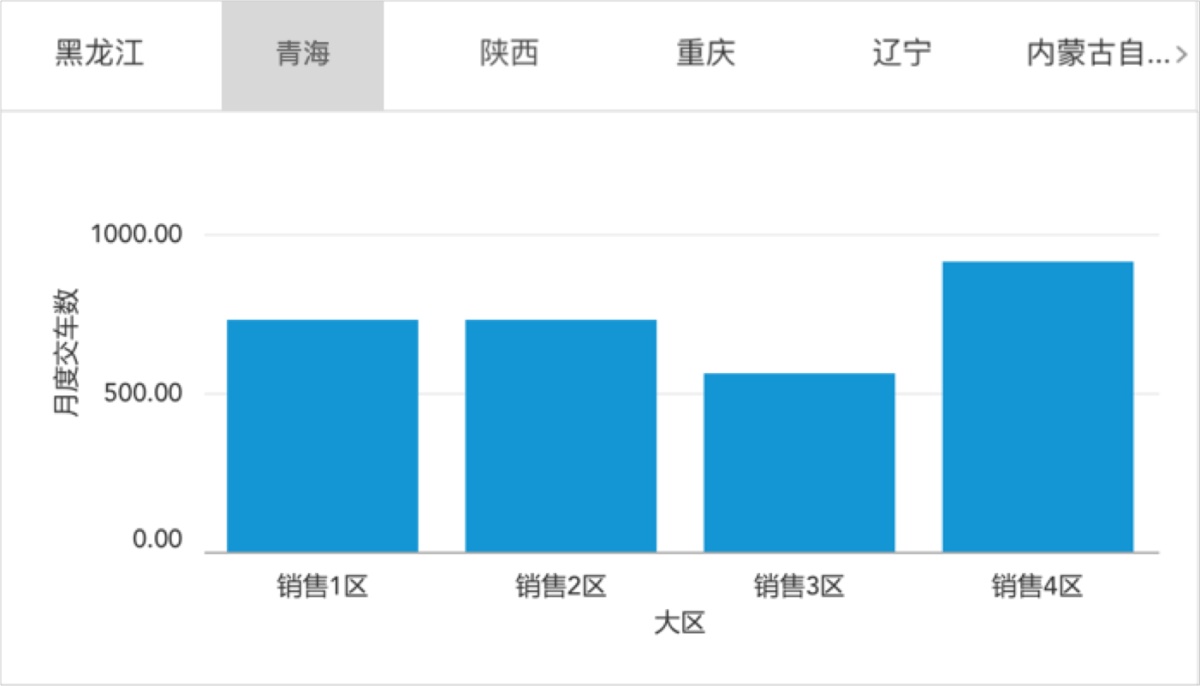 黑龙江 青海 陕西 重庆 辽宁 内蒙古自...
1000.00
月度交车数
500.00
0.00
销售1区 销售2区 销售3区 销售4区
大区